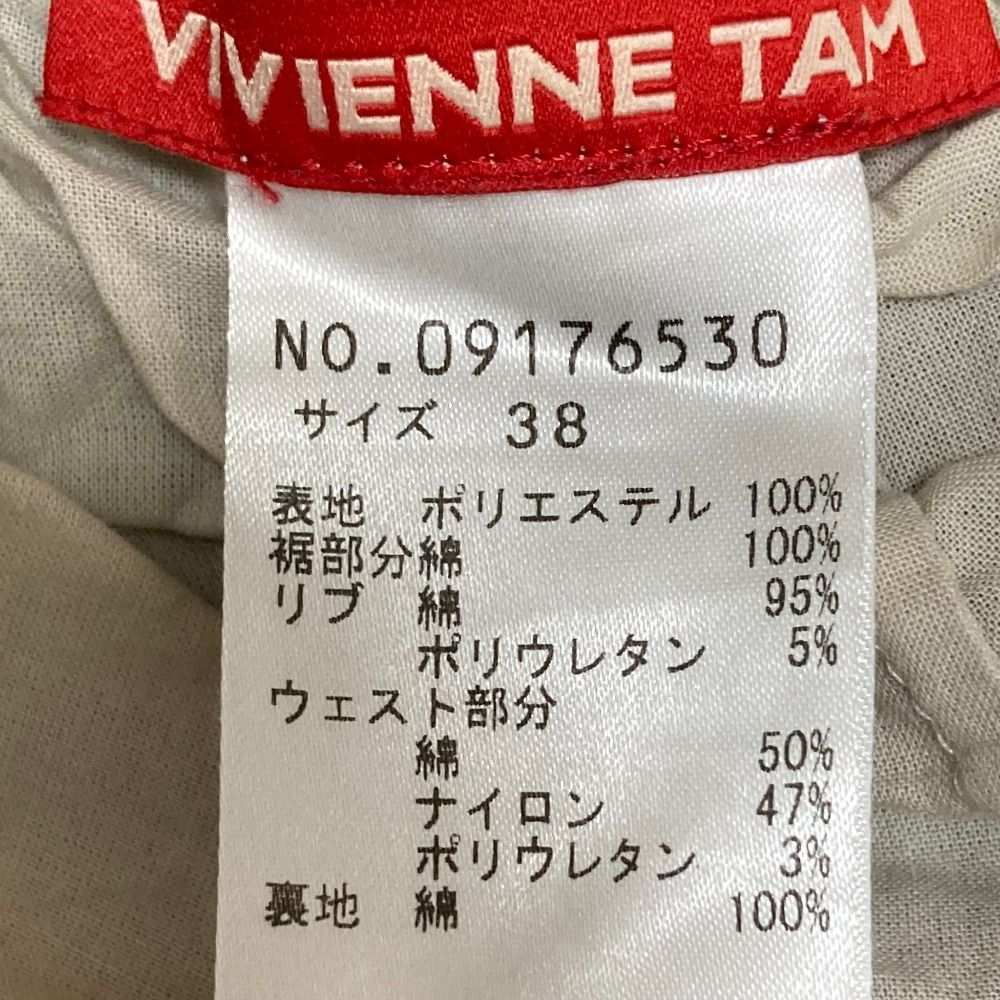 VIVIENNE TAM
NO.09176530
サイズ 38
表地 ポリエステル 100%
裾部分 綿 100%
リブ 綿 95%
ポリウレタン 5%
ウェスト部分
綿 50%
ナイロン 47%
ポリウレタン 3%
裏地 綿 100%